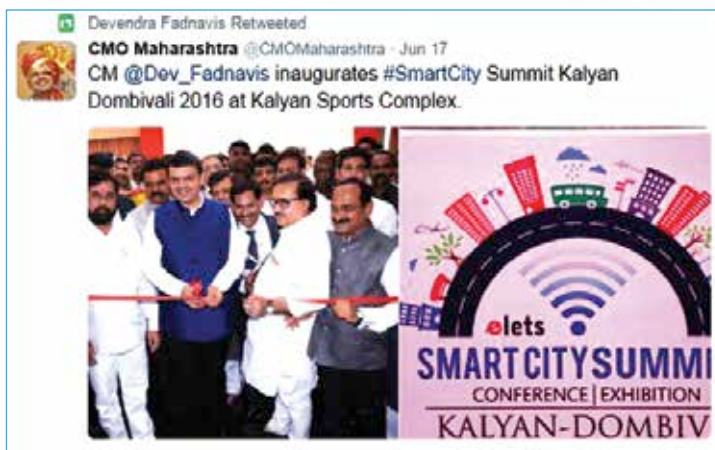 Devendra Fadnavis Retweeted
CMO Maharashtra @CMOMaharashtra · Jun 17
CM @Dev_Fadnavis inaugurates #SmartCity Summit Kalyan
Dombivali 2016 at Kalyan Sports Complex.
elets
SMART CITY SUMMI
CONFERENCE | EXHIBITION
KALYAN-DOMBIV